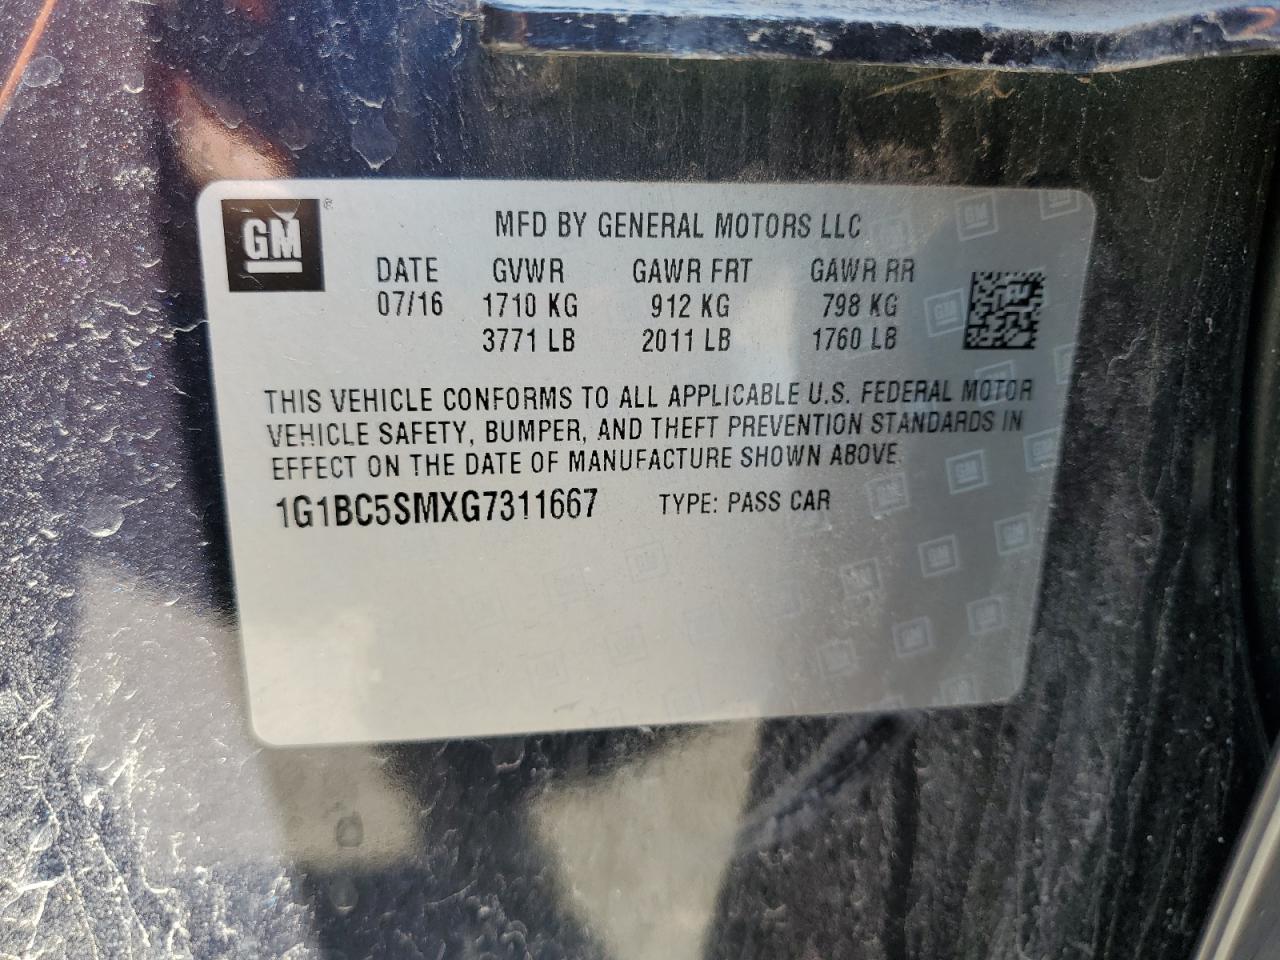 GM ®
MFD BY GENERAL MOTORS LLC
DATE GVWR GAWR FRT GAWR RR
07/16 1710 KG 912 KG 798 KG
3771 LB 2011 LB 1760 LB
THIS VEHICLE CONFORMS TO ALL APPLICABLE U.S. FEDERAL MOTOR
VEHICLE SAFETY, BUMPER, AND THEFT PREVENTION STANDARDS IN
EFFECT ON THE DATE OF MANUFACTURE SHOWN ABOVE.
1G1BC5SMXG7311667 TYPE: PASS CAR